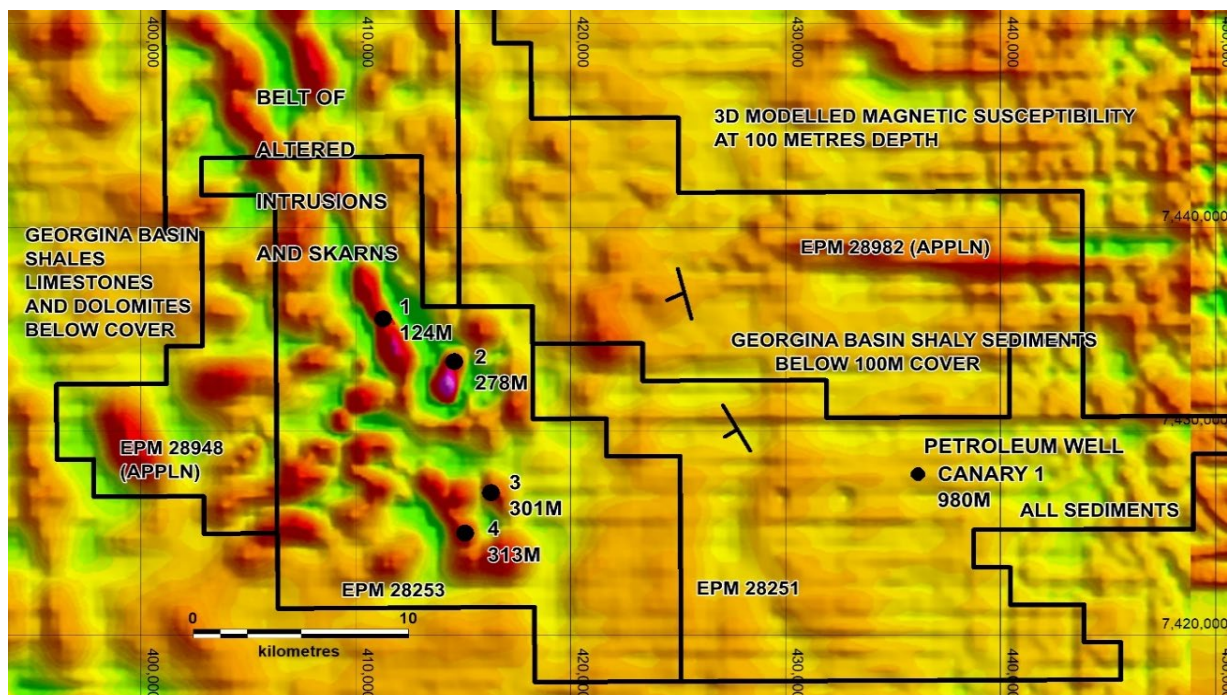 400,000
410,000
420,000
430,000
440,000
BELT OF
ALTERED
INTRUSIONS
AND SKARNS
3D MODELLED MAGNETIC SUSCEPTIBILITY
AT 100 METRES DEPTH
7,440,000
GEORGINA BASIN
SHALES
LIMESTONES
AND DOLOMITES
BELOW COVER
EPM 28982 (APPLN)
1
124M
2
278M
GEORGINA BASIN SHALY SEDIMENTS
BELOW 100M COVER
7,430,000
EPM 28948
(APPLN)
PETROLEUM WELL
CANARY 1
980M
3
301M
ALL SEDIMENTS
4
313M
EPM 28253
EPM 28251
0
10
kilometres
7,420,000
400,000
410,000
420,000
430,000
440,000